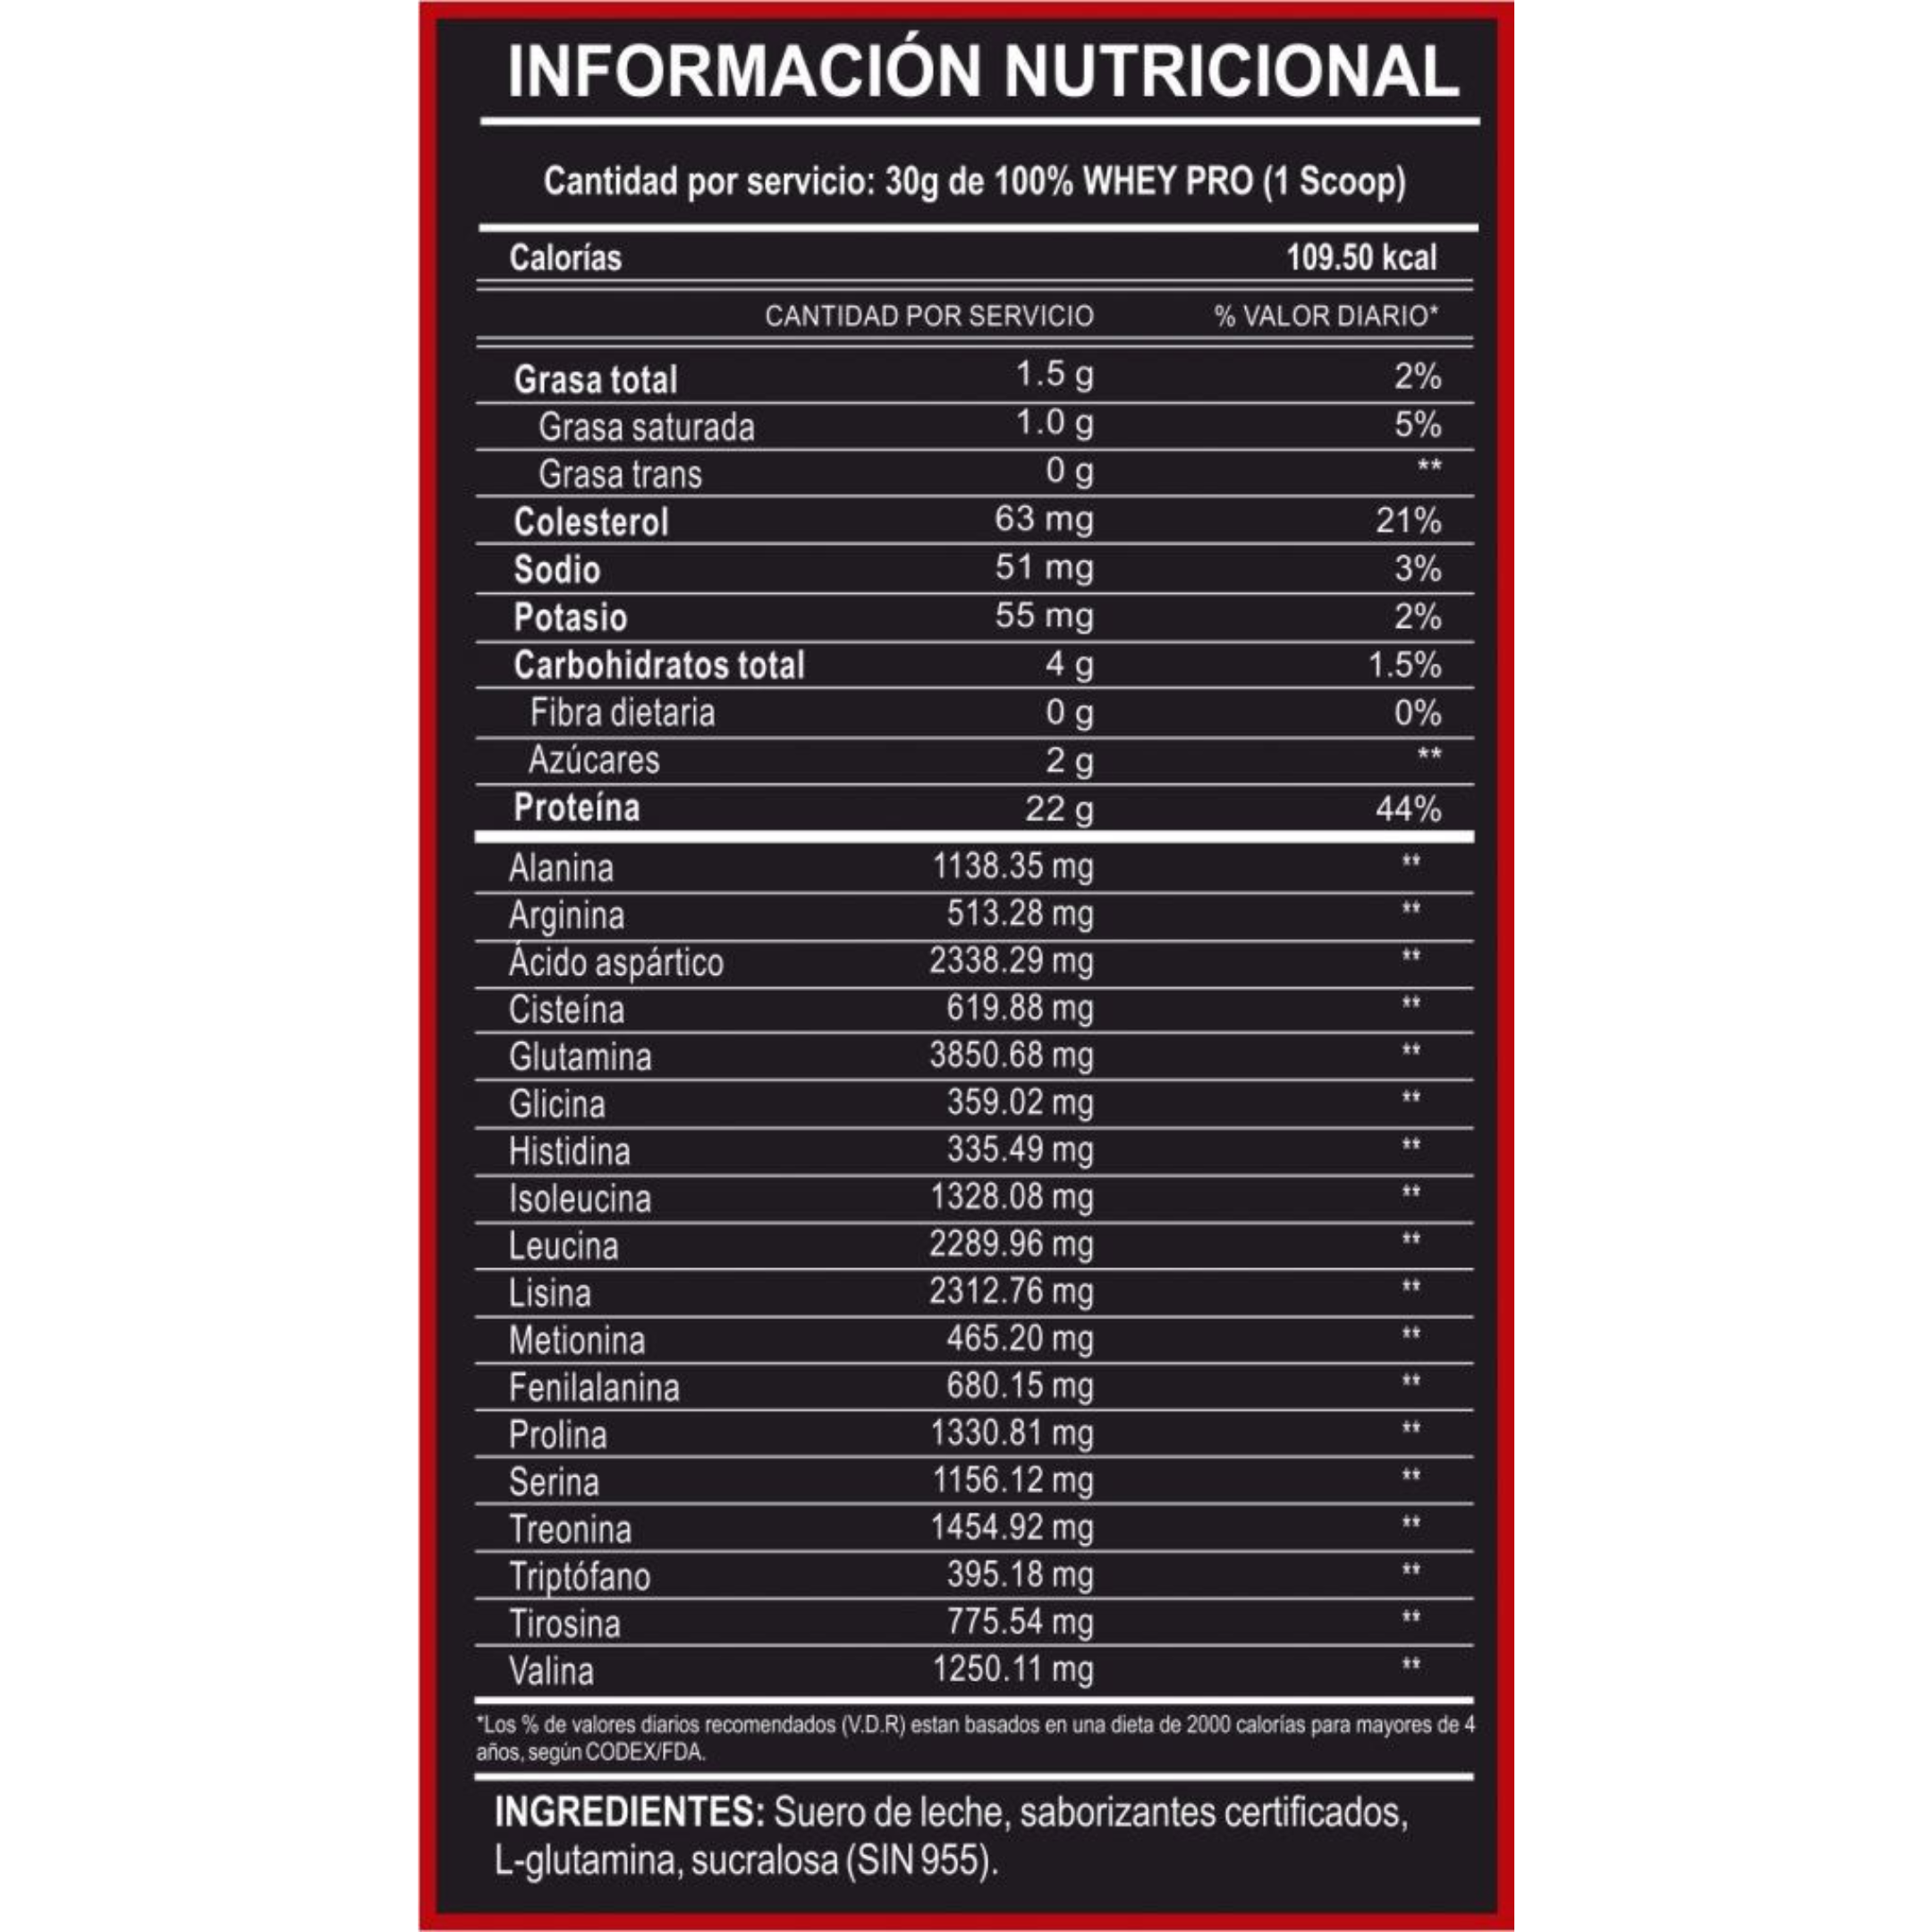 INFORMACIÓN NUTRICIONAL
Cantidad por servicio: 30g de 100% WHEY PRO (1 Scoop)
Calorías 109.50 kcal
CANTIDAD POR SERVICIO % VALOR DIARIO*
Grasa total 1.5 g 2%
Grasa saturada 1.0 g 5%
Grasa trans 0 g **
Colesterol 63 mg 21%
Sodio 51 mg 3%
Potasio 55 mg 2%
Carbohidratos total 4 g 1.5%
Fibra dietaria 0 g 0%
Azúcares 2 g **
Proteína 22 g 44%
Alanina 1138.35 mg **
Arginina 513.28 mg **
Ácido aspártico 2338.29 mg **
Cisteína 619.88 mg **
Glutamina 3850.68 mg **
Glicina 359.02 mg **
Histidina 335.49 mg **
Isoleucina 1328.08 mg **
Leucina 2289.96 mg **
Lisina 2312.76 mg **
Metionina 465.20 mg **
Fenilalanina 680.15 mg **
Prolina 1330.81 mg **
Serina 1156.12 mg **
Treonina 1454.92 mg **
Triptófano 395.18 mg **
Tirosina 775.54 mg **
Valina 1250.11 mg **
*Los % de valores diarios recomendados (V.D.R) estan basados en una dieta de 2000 calorías para mayores de 4
años, según CODEX/FDA.
INGREDIENTES: Suero de leche, saborizantes certificados,
L-glutamina, sucralosa (SIN 955).